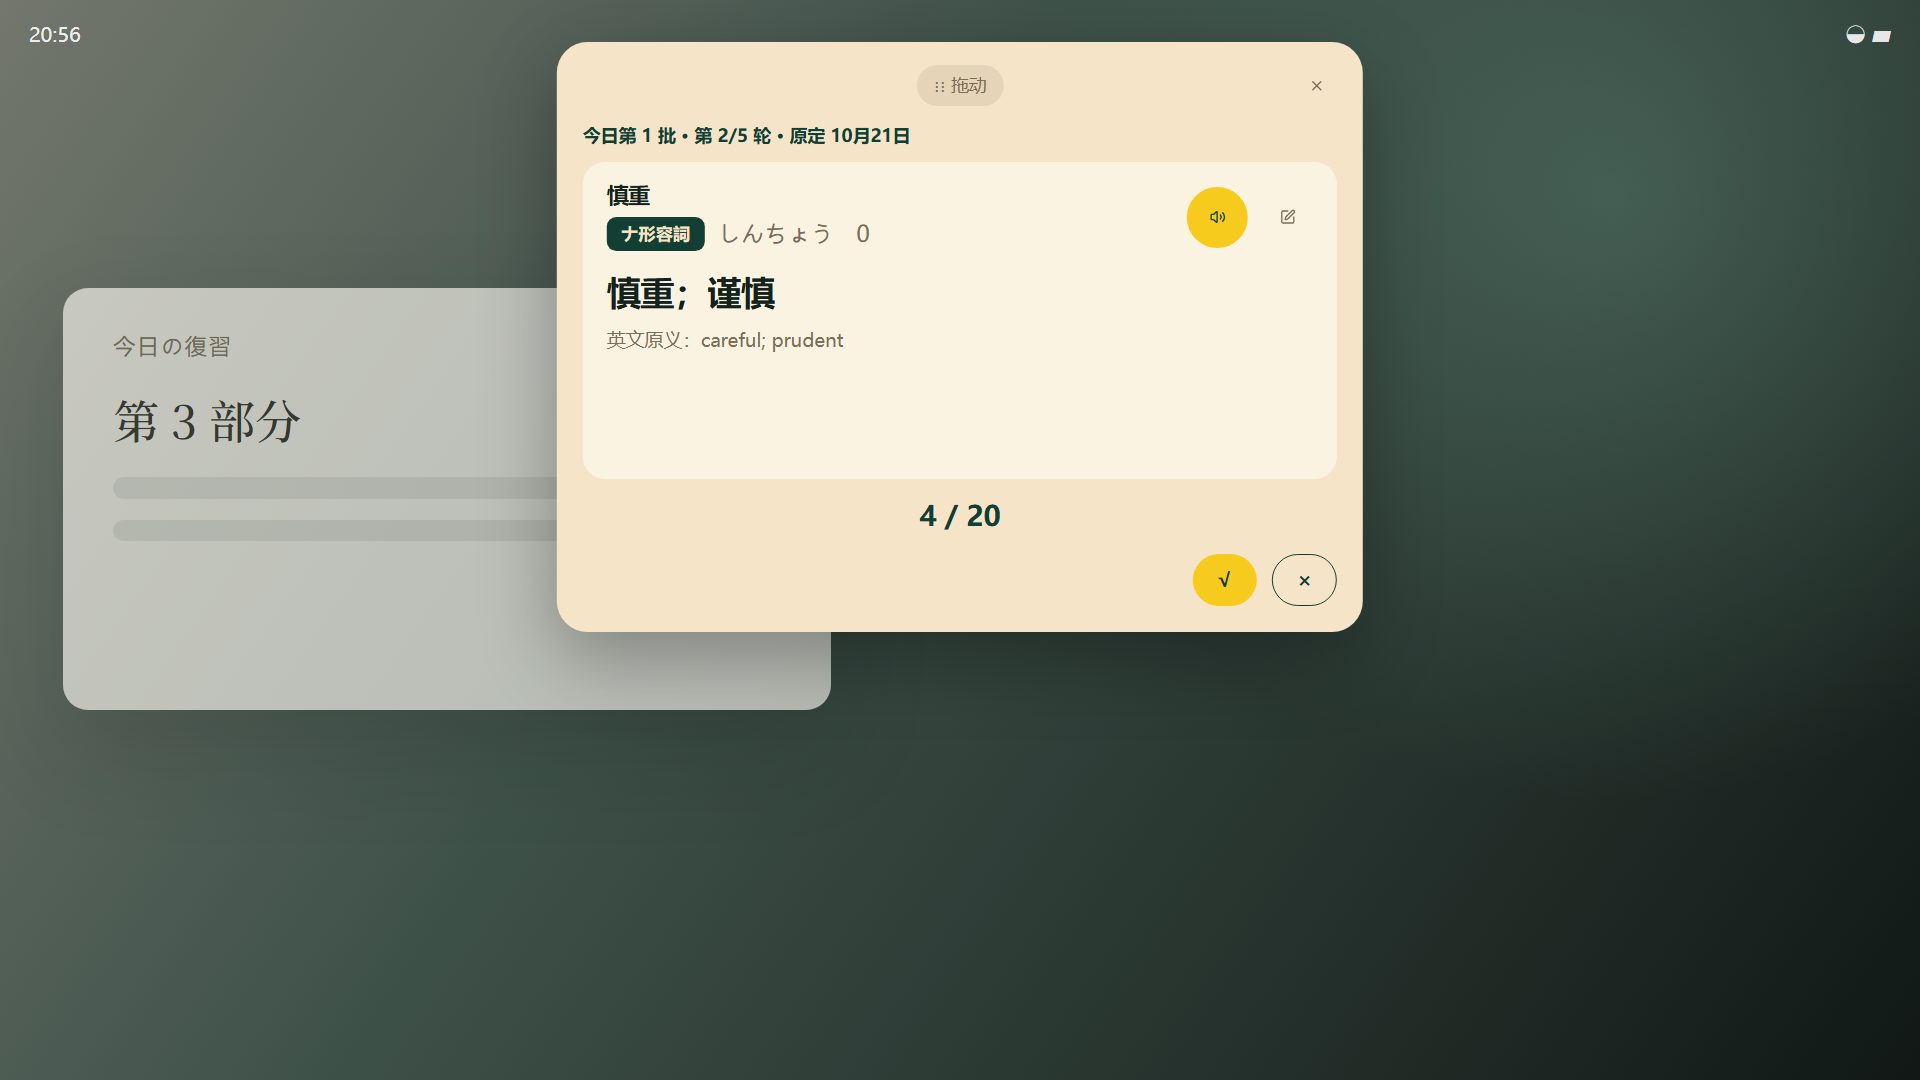 20:56
拖动
×
今日第 1 批 • 第 2/5 轮 • 原定 10月21日
慎重
ナ形容詞 しんちょう 0
慎重；谨慎
英文原义：careful; prudent
今日の復習
第 3 部分
4 / 20
√ ×